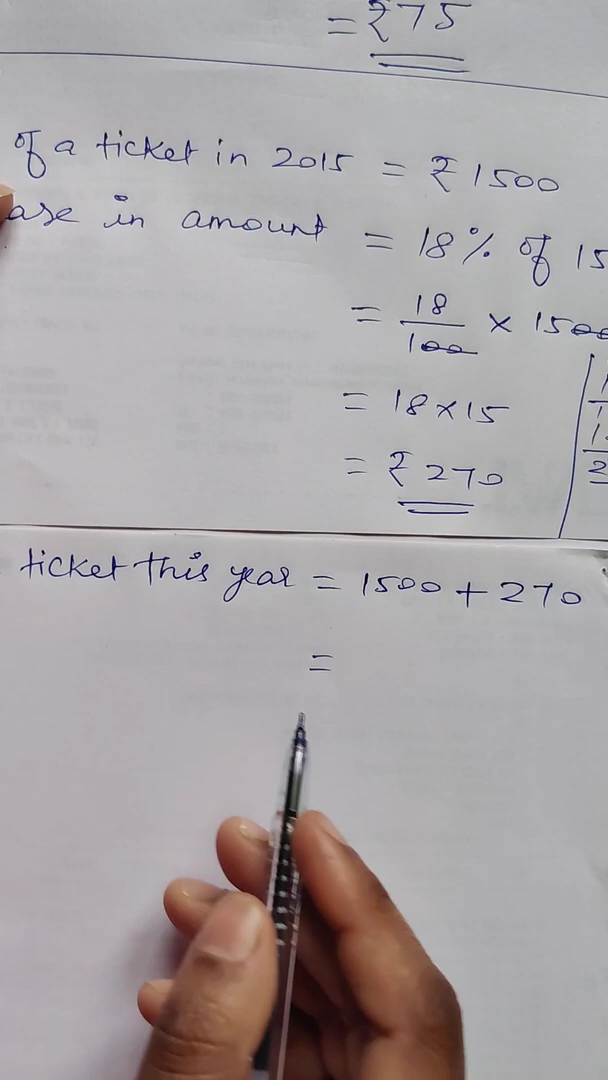 = ₹75
of a ticket in 2015 = ₹1500
ase in amount = 18% of 15
= 18/100 × 1500
= 18×15
= ₹270
ticket this year = 1500 + 270
=